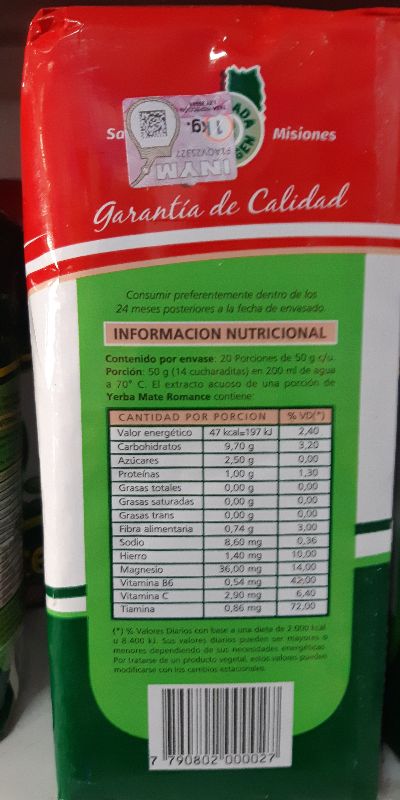 1 kg.
F1AQV25327
INYM
Misiones
Garantía de Calidad
Consumir preferentemente dentro de los
24 meses posteriores a la fecha de envasado
INFORMACION NUTRICIONAL
Contenido por envase: 20 Porciones de 50 g c/u.
Porción: 50 g (14 cucharaditas) en 200 ml de agua
a 70° C. El extracto acuoso de una porción de
Yerba Mate Romance contiene:
CANTIDAD POR PORCION % VD(*)
Valor energético 47 kcal=197 kJ 2,40
Carbohidratos 9,70 g 3,20
Azúcares 2,50 g 0,00
Proteínas 1,00 g 1,30
Grasas totales 0,00 g 0,00
Grasas saturadas 0,00 g 0,00
Grasas trans 0,00 g 0,00
Fibra alimentaria 0,74 g 3,00
Sodio 8,60 mg 0,36
Hierro 1,40 mg 10,00
Magnesio 36,00 mg 14,00
Vitamina B6 0,54 mg 42,00
Vitamina C 2,90 mg 6,40
Tiamina 0,86 mg 72,00
(*) % Valores Diarios con base a una dieta de 2.000 kcal
u 8.400 kJ. Sus valores diarios pueden ser mayores o
menores dependiendo de sus necesidades energéticas.
Por tratarse de un producto vegetal, estos valores pueden
modificarse con los cambios estacionales.
7 790802 000027